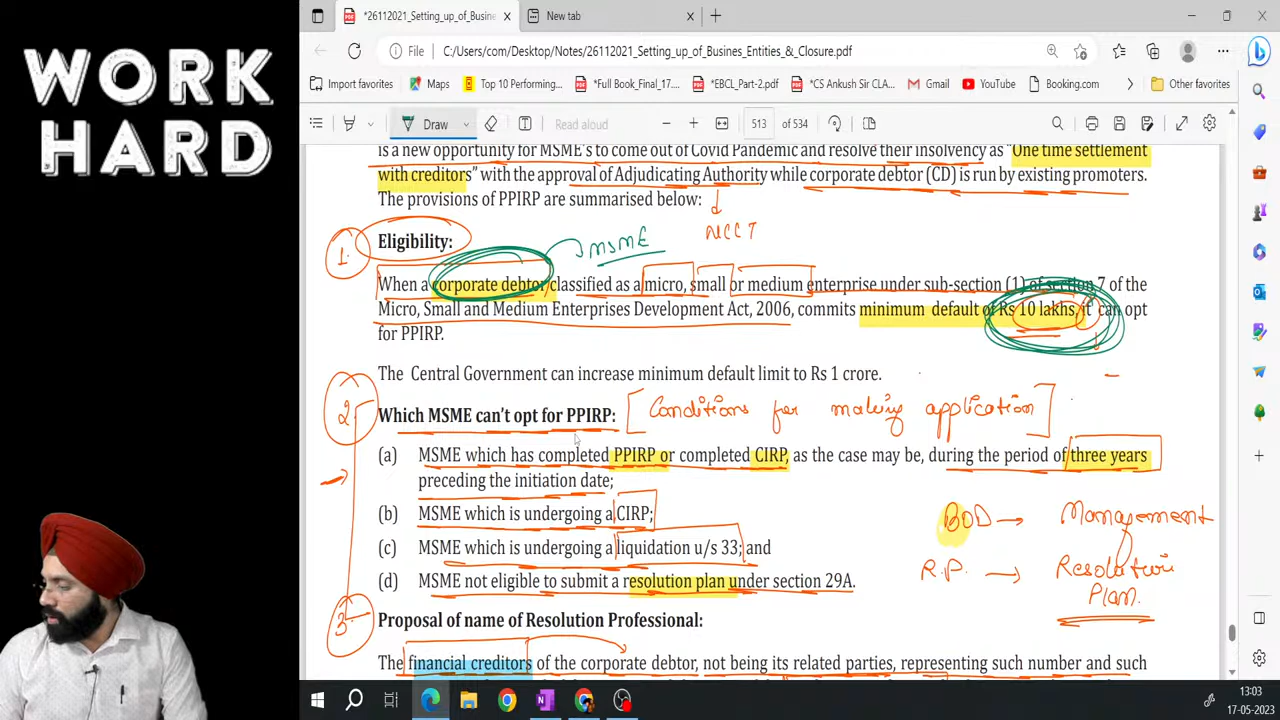 WORK
HARD
*26112021_Setting_up_of_Busine
New tab
File
C:/Users/com/Desktop/Notes/26112021_Setting_up_of_Busines_Entities_&_Closure.pdf
Import favorites
Maps
Top 10 Performing...
*Full Book_Final_17....
*EBCL_Part-2.pdf
*CS Ankush Sir CLA...
Gmail
YouTube
Booking.com
Other favorites
Draw
Read aloud
513
of 534
is a new opportunity for MSME's to come out of Covid Pandemic and resolve their insolvency as "One time settlement
with creditors" with the approval of Adjudicating Authority while corporate debtor (CD) is run by existing promoters.
The provisions of PPIRP are summarised below:
NCLT
1.
Eligibility:
MSME
When a corporate debtor classified as a micro, small or medium enterprise under sub-section (1) of section 7 of the
Micro, Small and Medium Enterprises Development Act, 2006, commits minimum default of Rs 10 lakhs, it can opt
for PPIRP.
The Central Government can increase minimum default limit to Rs 1 crore.
2.
Which MSME can't opt for PPIRP:
[Conditions for making application]
(a) MSME which has completed PPIRP or completed CIRP, as the case may be, during the period of three years
preceding the initiation date;
(b) MSME which is undergoing a CIRP;
(c) MSME which is undergoing a liquidation u/s 33; and
(d) MSME not eligible to submit a resolution plan under section 29A.
BOD → Management
R.P. → Resolution
Plan.
3.
Proposal of name of Resolution Professional:
The financial creditors of the corporate debtor, not being its related parties, representing such number and such
13:03
17-05-2023